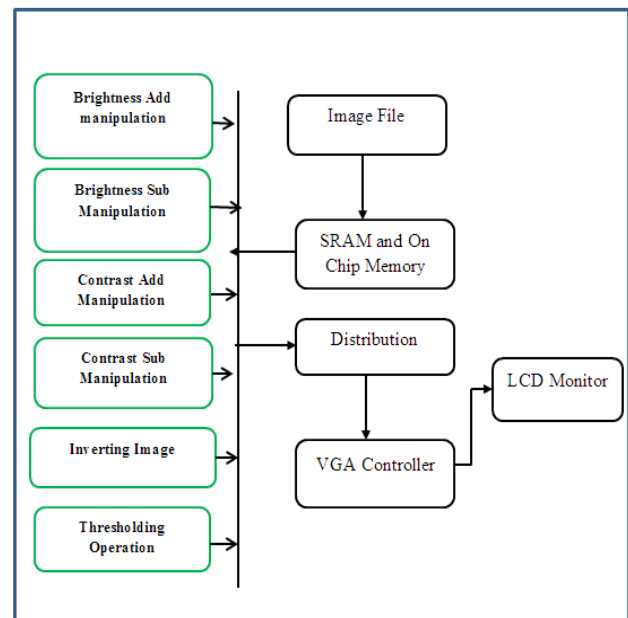 Brightness Add
manipulation
Brightness Sub
Manipulation
Contrast Add
Manipulation
Contrast Sub
Manipulation
Inverting Image
Thresholding
Operation
Image File
SRAM and On
Chip Memory
Distribution
VGA Controller
LCD Monitor